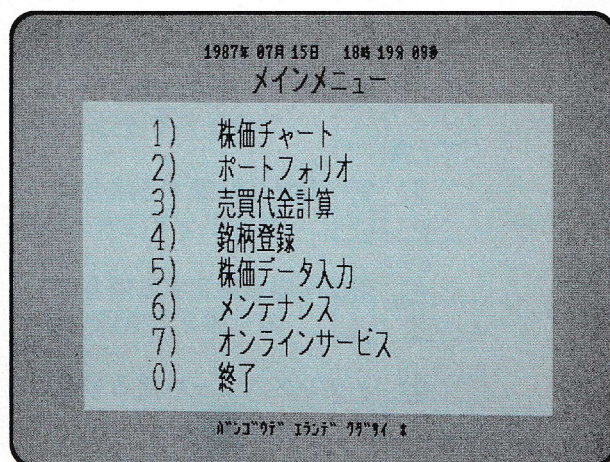 1987年 07月 15日 18時 19分 09秒
メインメニュー
1) 株価チャート
2) ポートフォリオ
3) 売買代金計算
4) 銘柄登録
5) 株価データ入力
6) メンテナンス
7) オンラインサービス
0) 終了
バンゴウデ エランデ クダサイ